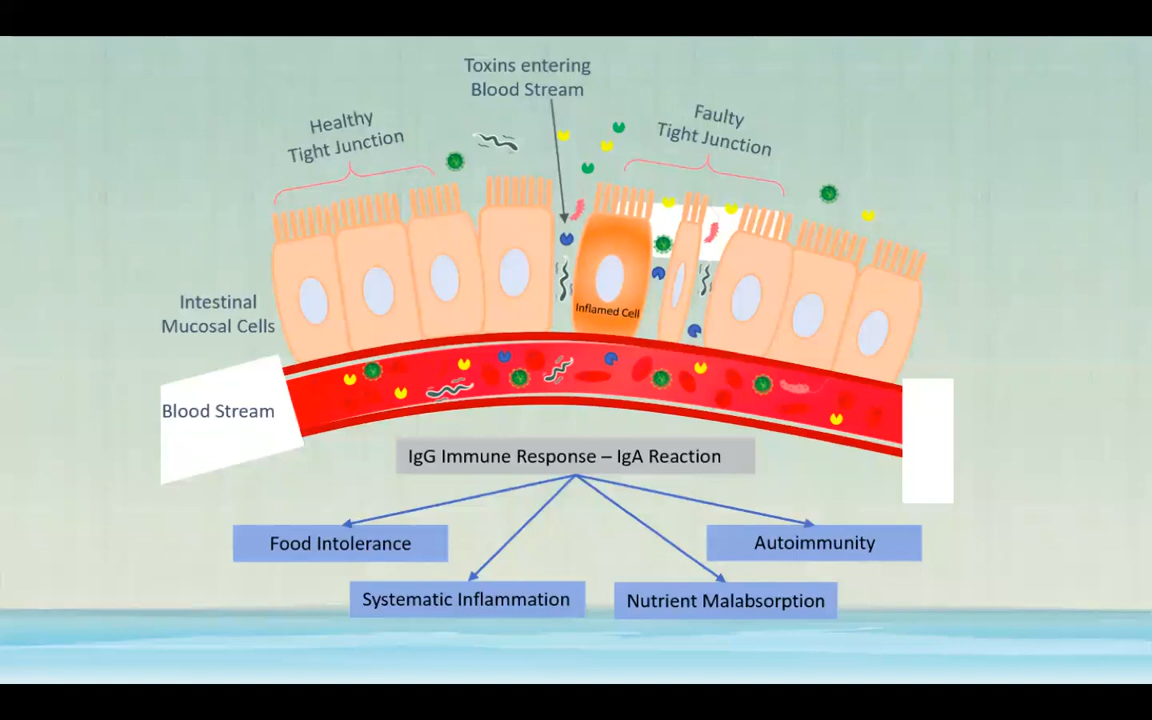 Toxins entering
Blood Stream
Healthy
Tight Junction
Faulty
Tight Junction
Intestinal
Mucosal Cells
Inflamed Cell
Blood Stream
IgG Immune Response – IgA Reaction
Food Intolerance
Autoimmunity
Systematic Inflammation
Nutrient Malabsorption